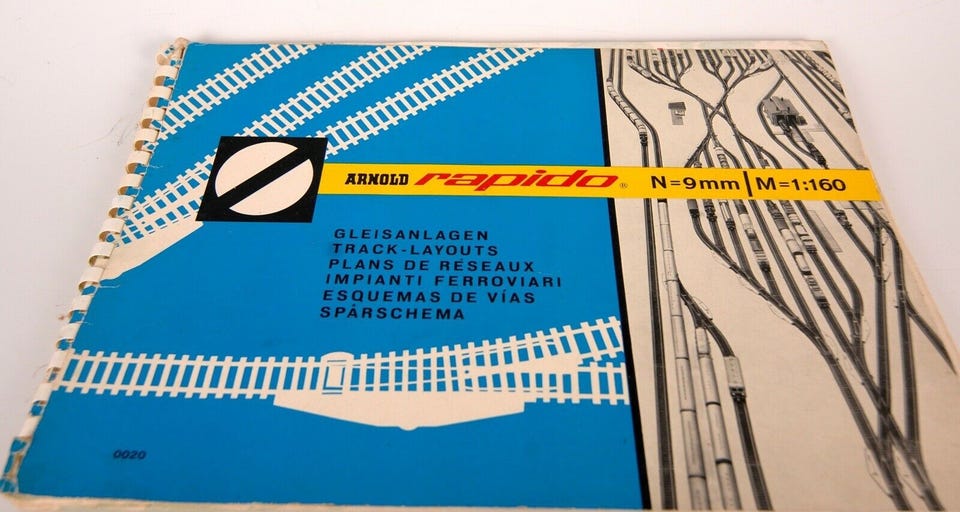 ARNOLD rapido® N=9mm | M=1:160
GLEISANLAGEN
TRACK-LAYOUTS
PLANS DE RÉSEAUX
IMPIANTI FERROVIARI
ESQUEMAS DE VÍAS
SPÅRSCHEMA
0020